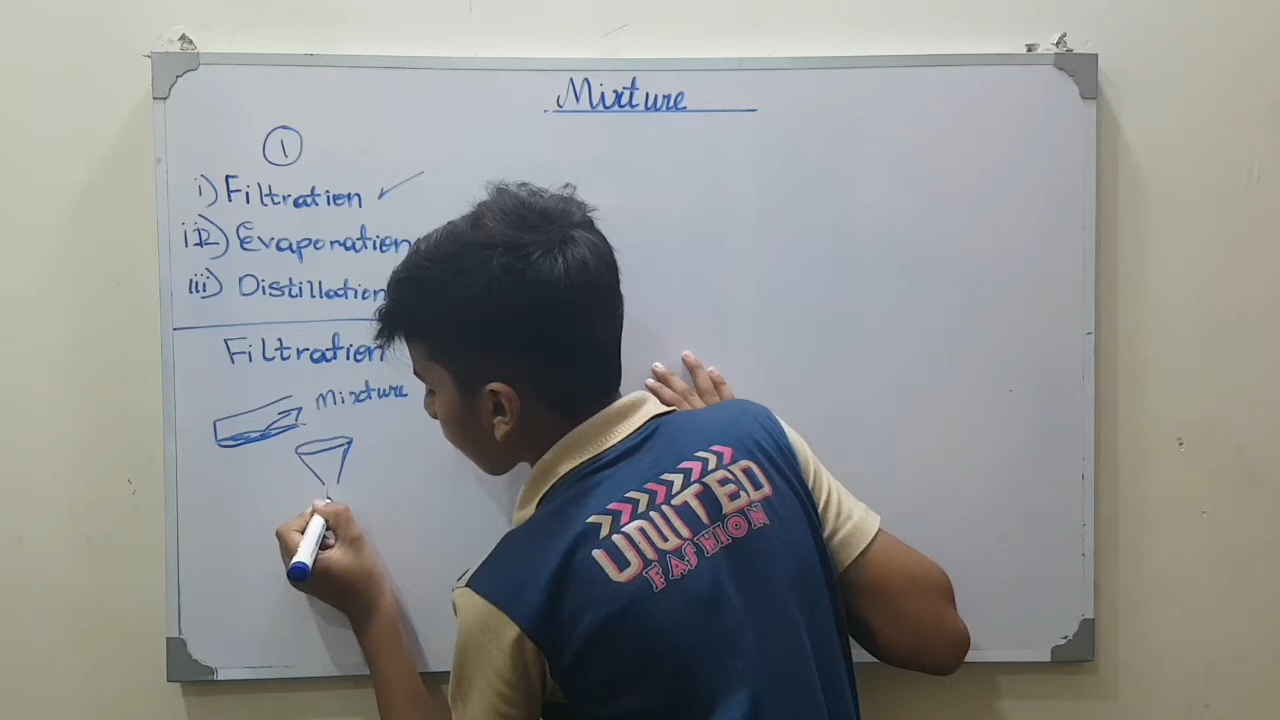 Mixture
1
i) Filtration ✓
ii) Evaporation
iii) Distillation
Filtration
Mixture
UNITED
FASHION